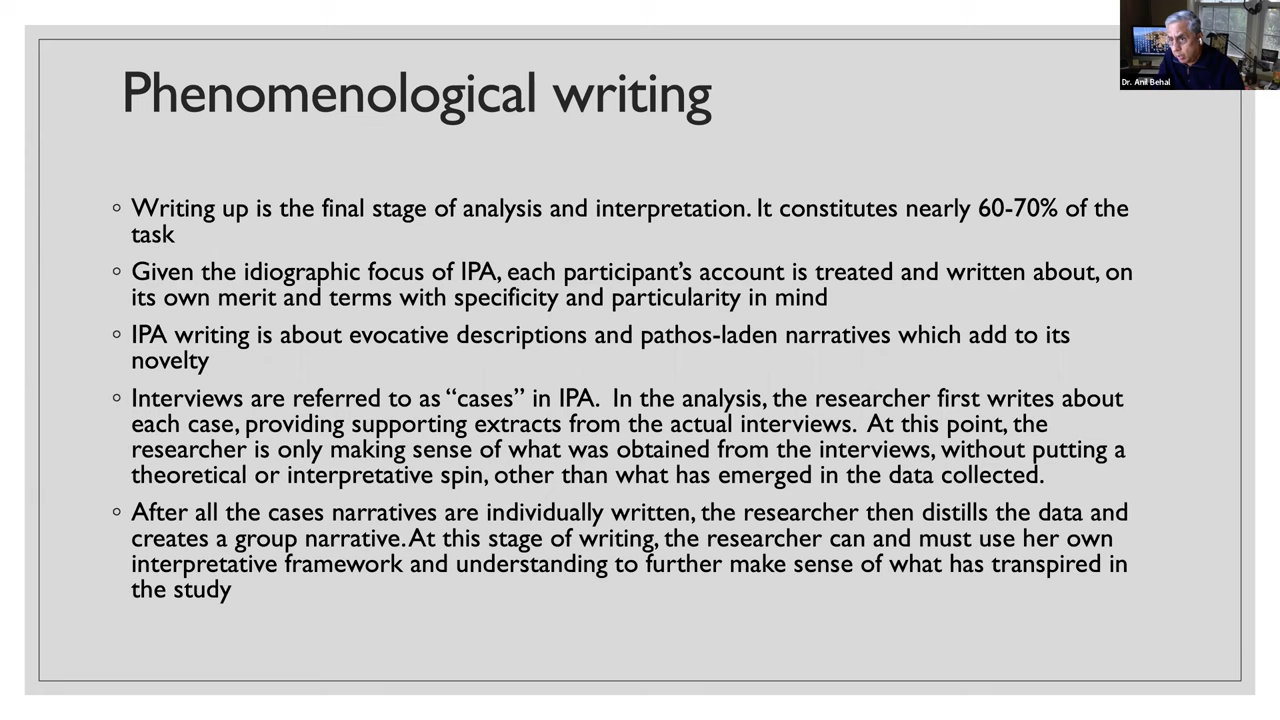 Dr. Anil Behal
Phenomenological writing
◦ Writing up is the final stage of analysis and interpretation. It constitutes nearly 60-70% of the
task
◦ Given the idiographic focus of IPA, each participant’s account is treated and written about, on
its own merit and terms with specificity and particularity in mind
◦ IPA writing is about evocative descriptions and pathos-laden narratives which add to its
novelty
◦ Interviews are referred to as “cases” in IPA.  In the analysis, the researcher first writes about
each case, providing supporting extracts from the actual interviews.  At this point, the
researcher is only making sense of what was obtained from the interviews, without putting a
theoretical or interpretative spin, other than what has emerged in the data collected.
◦ After all the cases narratives are individually written, the researcher then distills the data and
creates a group narrative. At this stage of writing, the researcher can and must use her own
interpretative framework and understanding to further make sense of what has transpired in
the study